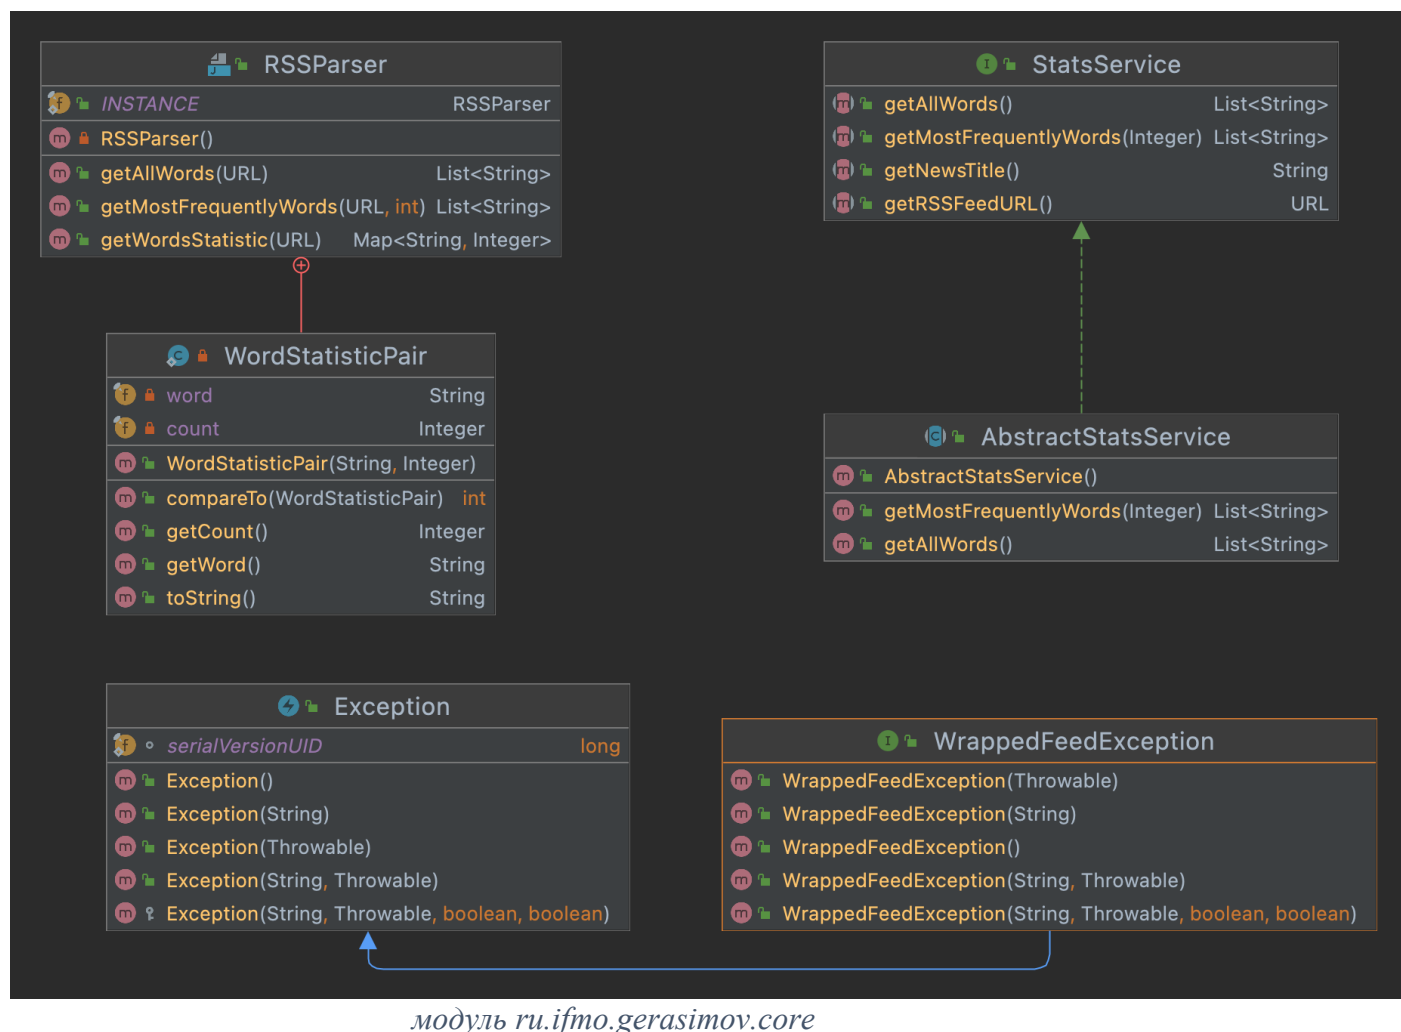 RSSParser
INSTANCE RSSParser
RSSParser()
getAllWords(URL) List<String>
getMostFrequentlyWords(URL, int) List<String>
getWordsStatistic(URL) Map<String, Integer>
WordStatisticPair
word String
count Integer
WordStatisticPair(String, Integer)
compareTo(WordStatisticPair) int
getCount() Integer
getWord() String
toString() String
StatsService
getAllWords() List<String>
getMostFrequentlyWords(Integer) List<String>
getNewsTitle() String
getRSSFeedURL() URL
AbstractStatsService
AbstractStatsService()
getMostFrequentlyWords(Integer) List<String>
getAllWords() List<String>
Exception
serialVersionUID long
Exception()
Exception(String)
Exception(Throwable)
Exception(String, Throwable)
Exception(String, Throwable, boolean, boolean)
WrappedFeedException
WrappedFeedException(Throwable)
WrappedFeedException(String)
WrappedFeedException()
WrappedFeedException(String, Throwable)
WrappedFeedException(String, Throwable, boolean, boolean)
модуль ru.ifmo.gerasimov.core